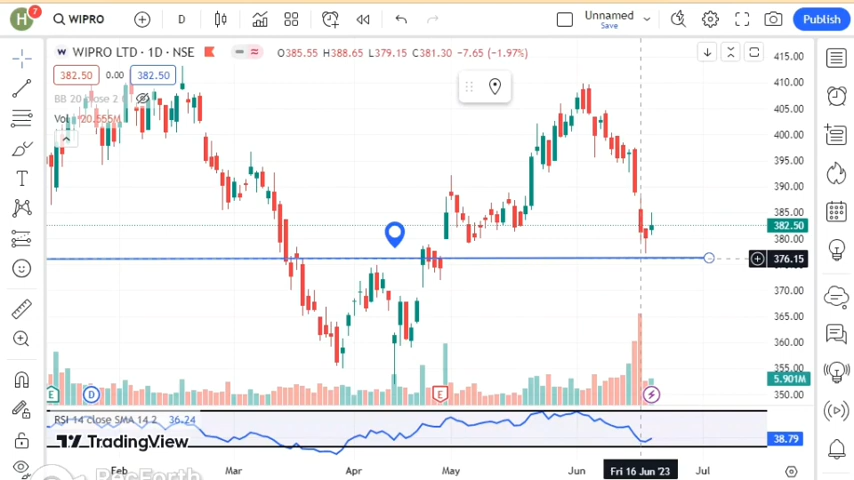 H 7 WIPRO D Unnamed Save Publish
W WIPRO LTD · 1D · NSE O385.55 H388.65 L379.15 C381.30 -7.65 (-1.97%)
382.50 0.00 382.50
BB 20 close 2
Vol 20.555M
415.00
410.00
405.00
400.00
395.00
390.00
385.00
382.50
380.00
376.15
370.00
365.00
360.00
355.00
5.901M
350.00
E D E
RSI 14 close SMA 14 2 36.24
38.79
TradingView
Feb Mar Apr May Jun Fri 16 Jun '23 Jul
RecForth